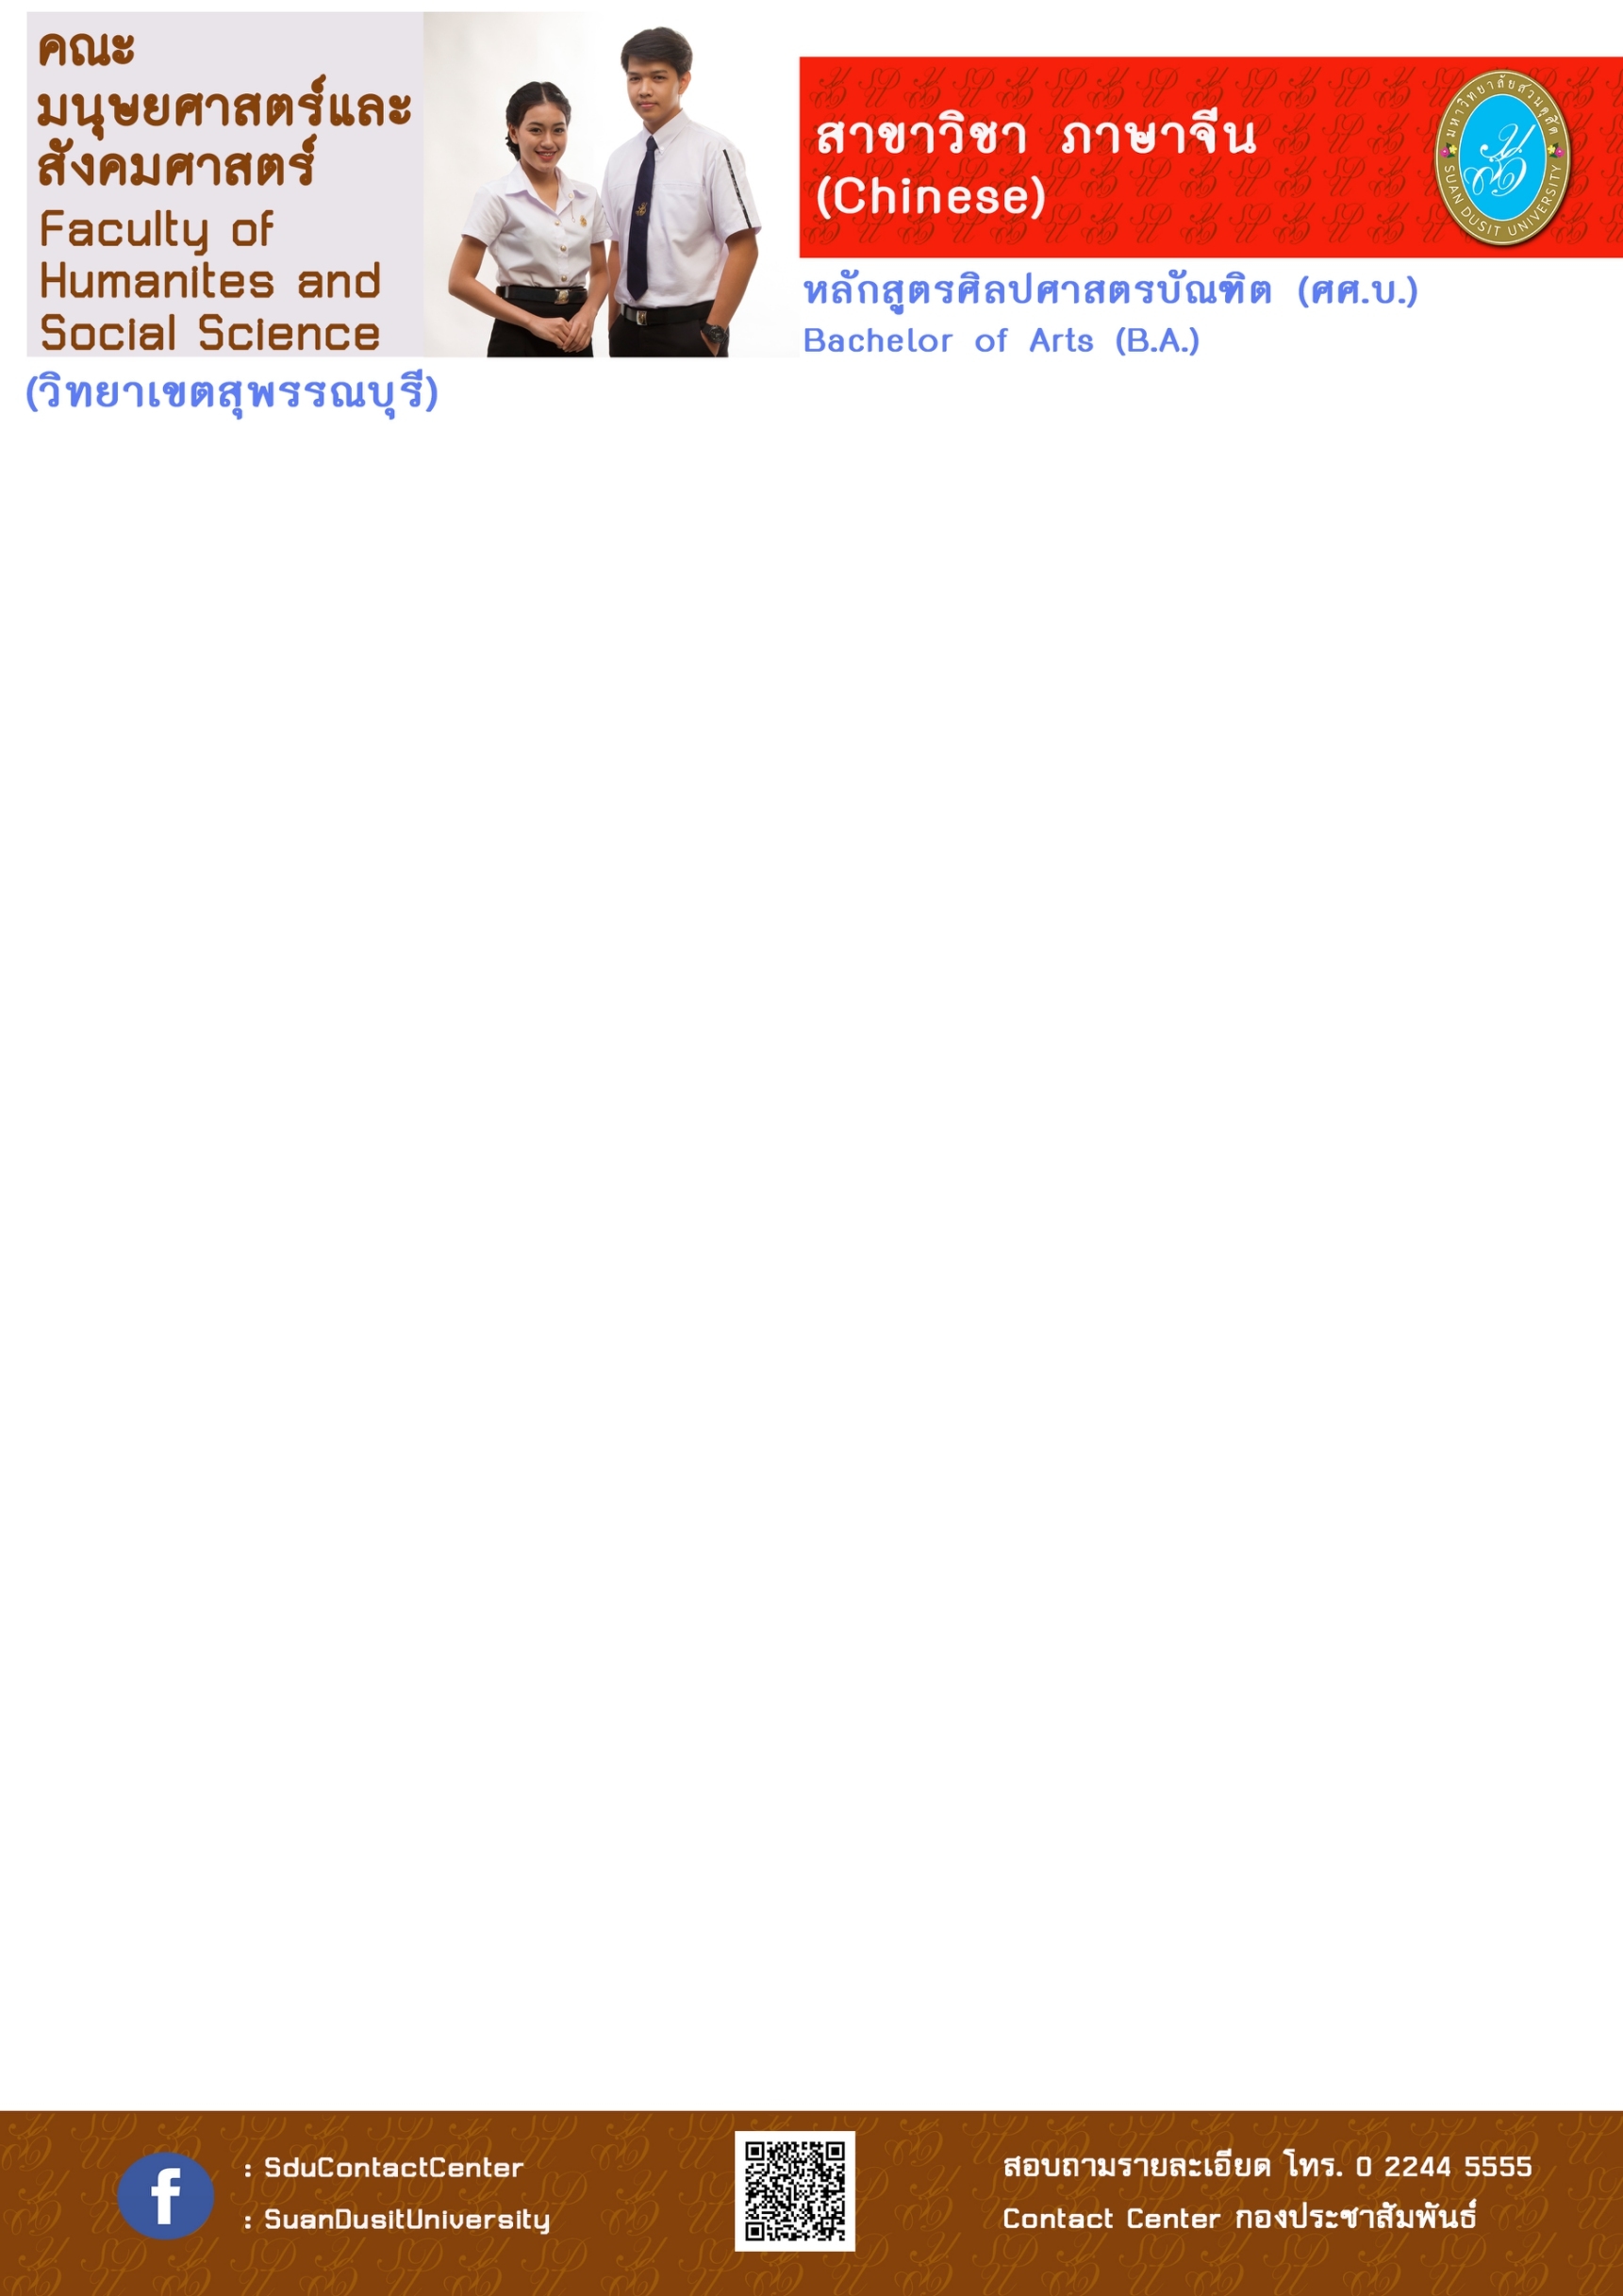 คณะ
มนุษยศาสตร์และ
สังคมศาสตร์
Faculty of
Humanites and
Social Science
(วิทยาเขตสุพรรณบุรี)
สาขาวิชา ภาษาจีน
(Chinese)
มหาวิทยาลัยสวนดุสิต
SUAN DUSIT UNIVERSITY
หลักสูตรศิลปศาสตรบัณฑิต (ศศ.บ.)
Bachelor of Arts (B.A.)
: SduContactCenter
: SuanDusitUniversity
สอบถามรายละเอียด โทร. 0 2244 5555
Contact Center กองประชาสัมพันธ์